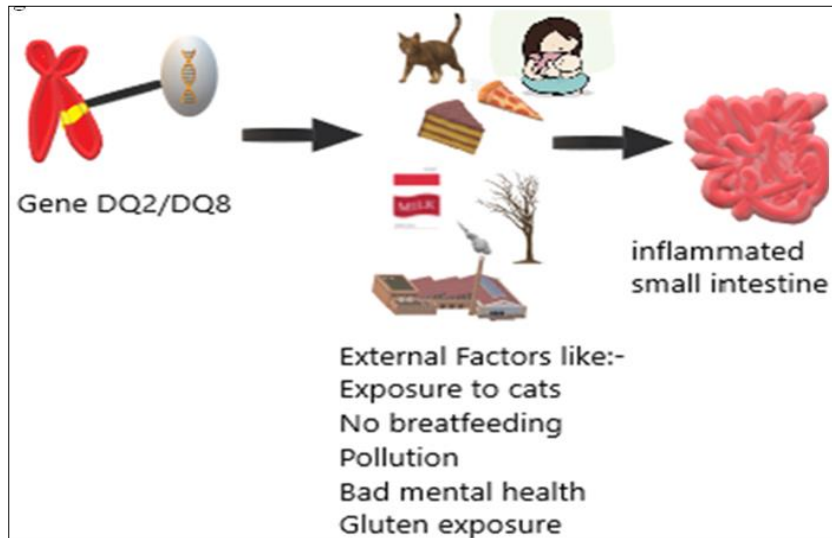 Gene DQ2/DQ8
MILK
inflammated
small intestine
External Factors like:-
Exposure to cats
No breatfeeding
Pollution
Bad mental health
Gluten exposure